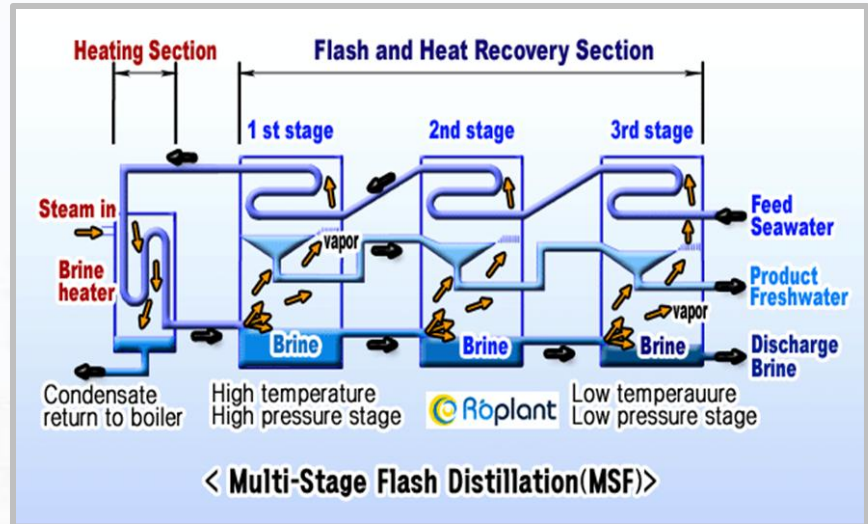 Heating Section
Flash and Heat Recovery Section
1 st stage
2nd stage
3rd stage
Steam in
Brine
heater
vapor
Feed
Seawater
Product
Freshwater
vapor
Brine
Brine
Brine
Discharge
Brine
Condensate
return to boiler
High temperature
High pressure stage
Röplant
Low temperauure
Low pressure stage
< Multi-Stage Flash Distillation(MSF)>